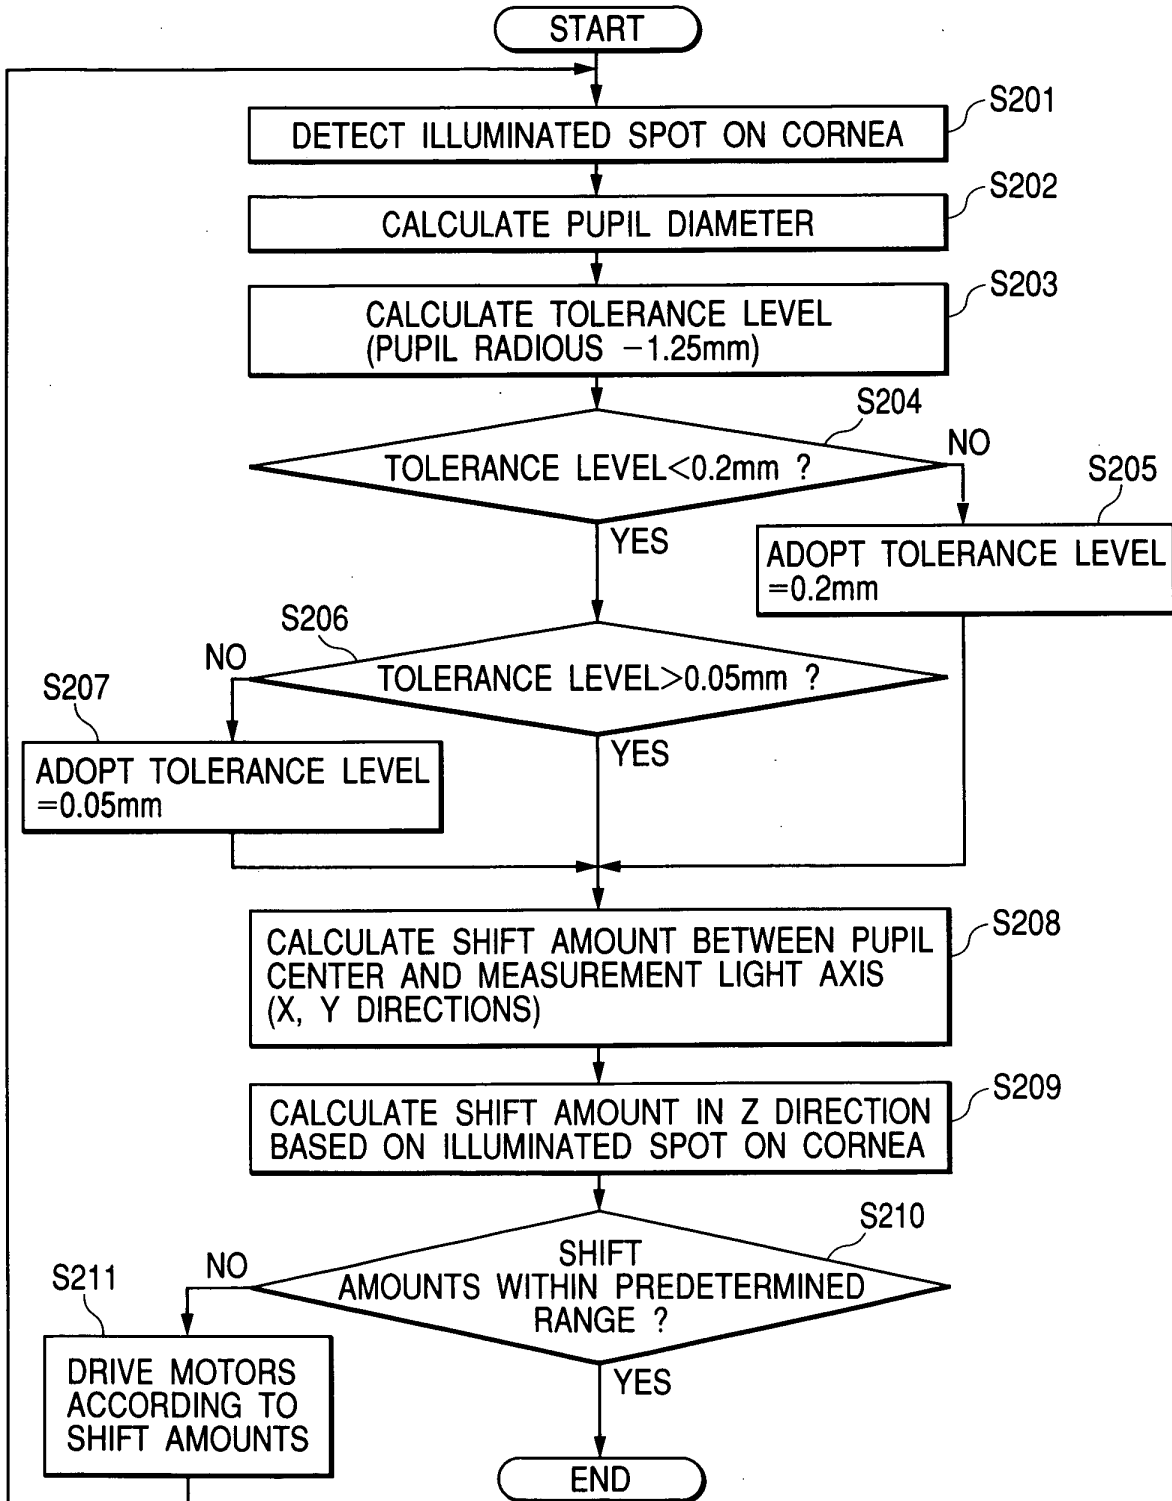 START
S201
DETECT ILLUMINATED SPOT ON CORNEA
S202
CALCULATE PUPIL DIAMETER
S203
CALCULATE TOLERANCE LEVEL
(PUPIL RADIOUS −1.25mm)
S204
TOLERANCE LEVEL<0.2mm ?
NO
YES
S205
ADOPT TOLERANCE LEVEL
=0.2mm
S206
TOLERANCE LEVEL>0.05mm ?
NO
YES
S207
ADOPT TOLERANCE LEVEL
=0.05mm
S208
CALCULATE SHIFT AMOUNT BETWEEN PUPIL
CENTER AND MEASUREMENT LIGHT AXIS
(X, Y DIRECTIONS)
S209
CALCULATE SHIFT AMOUNT IN Z DIRECTION
BASED ON ILLUMINATED SPOT ON CORNEA
S210
SHIFT
AMOUNTS WITHIN PREDETERMINED
RANGE ?
NO
YES
S211
DRIVE MOTORS
ACCORDING TO
SHIFT AMOUNTS
END